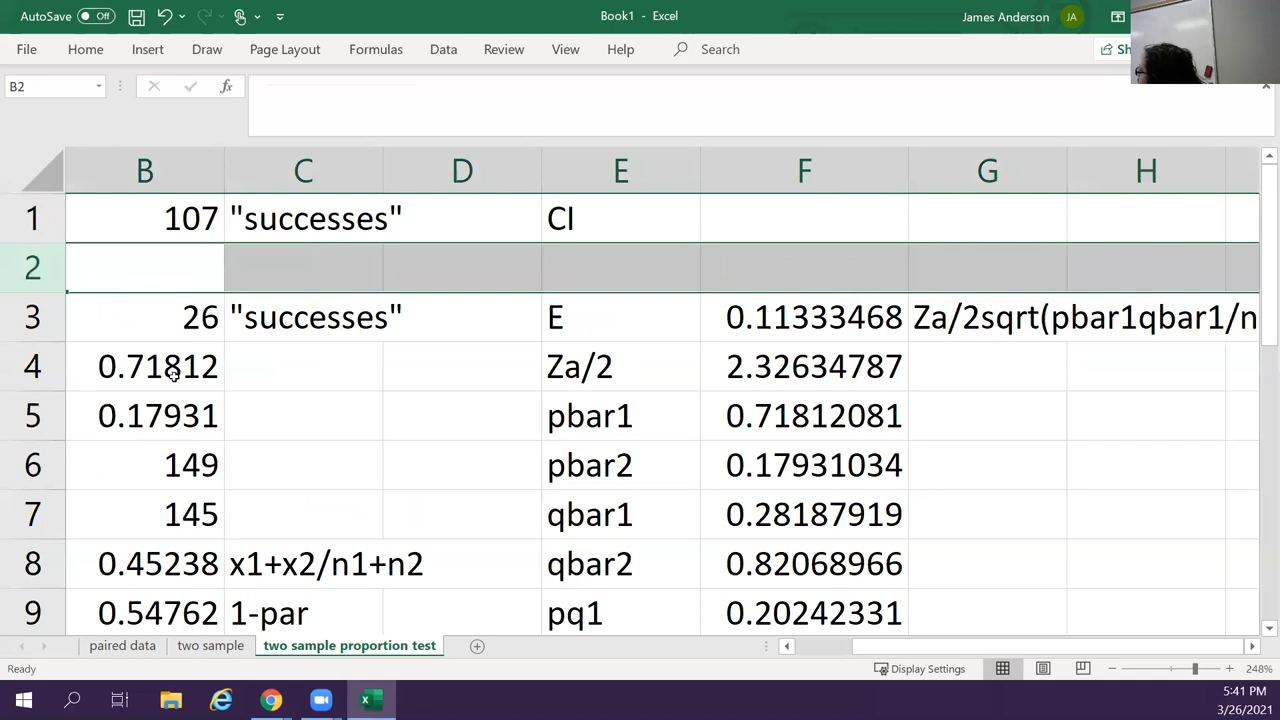 AutoSave Off Book1 - Excel James Anderson JA
File Home Insert Draw Page Layout Formulas Data Review View Help Search Sh
B2 fx
B C D E F G H
1 107 "successes" CI
2
3 26 "successes" E 0.11333468 Za/2sqrt(pbar1qbar1/n
4 0.71812 Za/2 2.32634787
5 0.17931 pbar1 0.71812081
6 149 pbar2 0.17931034
7 145 qbar1 0.28187919
8 0.45238 x1+x2/n1+n2 qbar2 0.82068966
9 0.54762 1-par pq1 0.20242331
paired data two sample two sample proportion test
Ready Display Settings 248%
5:41 PM
3/26/2021